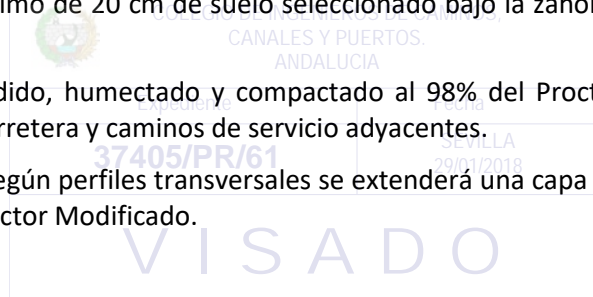 imo de 20 cm de suelo seleccionado bajo la zanj
COLEGIO DE INGENIEROS DE CAMINOS,
CANALES Y PUERTOS.
ANDALUCIA
dido, humectado y compactado al 98% del Proct
Expediente Fecha
rretera y caminos de servicio adyacentes.
37405/PR/61
SEVILLA
29/01/2018
egún perfiles transversales se extenderá una capa
ctor Modificado.
VISADO